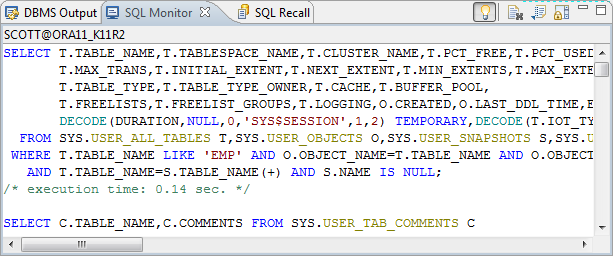 DBMS Output SQL Monitor SQL Recall
SCOTT@ORA11_K11R2
SELECT T.TABLE_NAME,T.TABLESPACE_NAME,T.CLUSTER_NAME,T.PCT_FREE,T.PCT_USED
T.MAX_TRANS,T.INITIAL_EXTENT,T.NEXT_EXTENT,T.MIN_EXTENTS,T.MAX_EXTE
T.TABLE_TYPE,T.TABLE_TYPE_OWNER,T.CACHE,T.BUFFER_POOL,
T.FREELISTS,T.FREELIST_GROUPS,T.LOGGING,O.CREATED,O.LAST_DDL_TIME,E
DECODE(DURATION,NULL,0,'SYS$SESSION',1,2) TEMPORARY,DECODE(T.IOT_TY
FROM SYS.USER_ALL_TABLES T,SYS.USER_OBJECTS O,SYS.USER_SNAPSHOTS S,SYS.U
WHERE T.TABLE_NAME LIKE 'EMP' AND O.OBJECT_NAME=T.TABLE_NAME AND O.OBJECT
AND T.TABLE_NAME=S.TABLE_NAME(+) AND S.NAME IS NULL;
/* execution time: 0.14 sec. */
SELECT C.TABLE_NAME,C.COMMENTS FROM SYS.USER_TAB_COMMENTS C